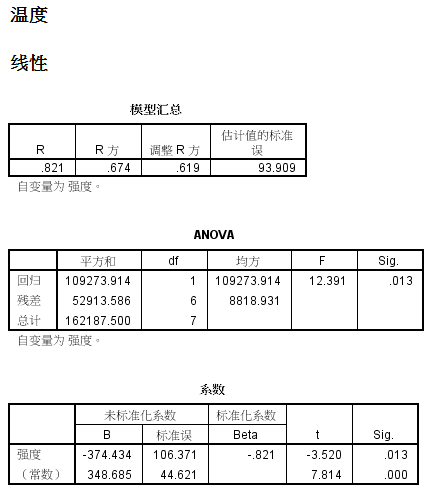 温度
线性
模型汇总
R R 方 调整 R 方 估计值的标准误
.821 .674 .619 93.909
自变量为 强度。
ANOVA
平方和 df 均方 F Sig.
回归 109273.914 1 109273.914 12.391 .013
残差 52913.586 6 8818.931
总计 162187.500 7
自变量为 强度。
系数
未标准化系数 标准化系数 t Sig.
B 标准误 Beta
强度 -374.434 106.371 -.821 -3.520 .013
（常数） 348.685 44.621 7.814 .000